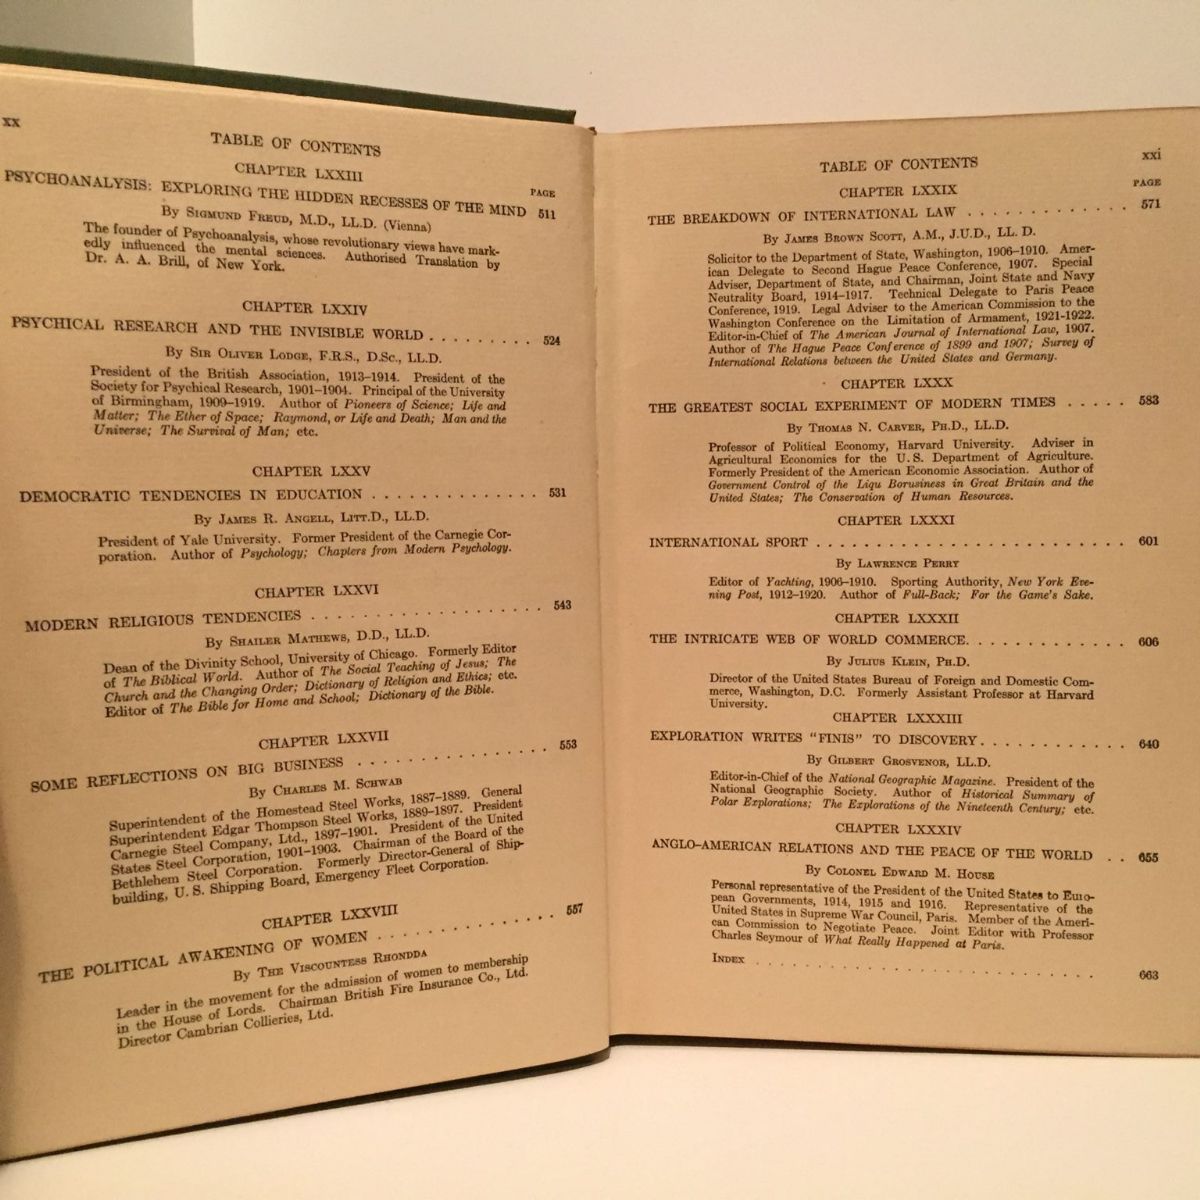 xx
TABLE OF CONTENTS
CHAPTER LXXIII
PAGE
PSYCHOANALYSIS: EXPLORING THE HIDDEN RECESSES OF THE MIND 511
By Sigmund Freud, M.D., LL.D. (Vienna)
The founder of Psychoanalysis, whose revolutionary views have mark-
edly influenced the mental sciences. Authorised Translation by
Dr. A. A. Brill, of New York.
CHAPTER LXXIV
PSYCHICAL RESEARCH AND THE INVISIBLE WORLD . . . . . . . . . 524
By Sir Oliver Lodge, F.R.S., D.Sc., LL.D.
President of the British Association, 1913–1914. President of the
Society for Psychical Research, 1901–1904. Principal of the University
of Birmingham, 1909–1919. Author of Pioneers of Science; Life and
Matter; The Ether of Space; Raymond, or Life and Death; Man and the
Universe; The Survival of Man; etc.
CHAPTER LXXV
DEMOCRATIC TENDENCIES IN EDUCATION . . . . . . . . . . . . . . 531
By James R. Angell, Litt.D., LL.D.
President of Yale University. Former President of the Carnegie Cor-
poration. Author of Psychology; Chapters from Modern Psychology.
CHAPTER LXXVI
MODERN RELIGIOUS TENDENCIES . . . . . . . . . . . . . . . . 543
By Shailer Mathews, D.D., LL.D.
Dean of the Divinity School, University of Chicago. Formerly Editor
of The Biblical World. Author of The Social Teaching of Jesus; The
Church and the Changing Order; Dictionary of Religion and Ethics; etc.
Editor of The Bible for Home and School; Dictionary of the Bible.
CHAPTER LXXVII
SOME REFLECTIONS ON BIG BUSINESS . . . . . . . . . . . . . . 553
By Charles M. Schwab
Superintendent of the Homestead Steel Works, 1887–1889. General
Superintendent Edgar Thompson Steel Works, 1889–1897. President
Carnegie Steel Company, Ltd., 1897–1901. President of the United
States Steel Corporation, 1901–1903. Chairman of the Board of the
Bethlehem Steel Corporation. Formerly Director-General of Ship-
building, U. S. Shipping Board, Emergency Fleet Corporation.
CHAPTER LXXVIII
THE POLITICAL AWAKENING OF WOMEN . . . . . . . . . . . . 557
By The Viscountess Rhondda
Leader in the movement for the admission of women to membership
in the House of Lords. Chairman British Fire Insurance Co., Ltd.
Director Cambrian Collieries, Ltd.
xxi
TABLE OF CONTENTS
CHAPTER LXXIX
PAGE
THE BREAKDOWN OF INTERNATIONAL LAW . . . . . . . . . . . 571
By James Brown Scott, A.M., J.U.D., LL. D.
Solicitor to the Department of State, Washington, 1906–1910. Amer-
ican Delegate to Second Hague Peace Conference, 1907. Special
Adviser, Department of State, and Chairman, Joint State and Navy
Neutrality Board, 1914–1917. Technical Delegate to Paris Peace
Conference, 1919. Legal Adviser to the American Commission to the
Washington Conference on the Limitation of Armament, 1921-1922.
Editor-in-Chief of The American Journal of International Law, 1907.
Author of The Hague Peace Conference of 1899 and 1907; Survey of
International Relations between the United States and Germany.
CHAPTER LXXX
THE GREATEST SOCIAL EXPERIMENT OF MODERN TIMES . . . . . 583
By Thomas N. Carver, Ph.D., LL.D.
Professor of Political Economy, Harvard University. Adviser in
Agricultural Economics for the U. S. Department of Agriculture.
Formerly President of the American Economic Association. Author of
Government Control of the Liqu Borusiness in Great Britain and the
United States; The Conservation of Human Resources.
CHAPTER LXXXI
INTERNATIONAL SPORT . . . . . . . . . . . . . . . . . . . . . 601
By Lawrence Perry
Editor of Yachting, 1906–1910. Sporting Authority, New York Eve-
ning Post, 1912–1920. Author of Full-Back; For the Game's Sake.
CHAPTER LXXXII
THE INTRICATE WEB OF WORLD COMMERCE. . . . . . . . . . . 606
By Julius Klein, Ph.D.
Director of the United States Bureau of Foreign and Domestic Com-
merce, Washington, D.C. Formerly Assistant Professor at Harvard
University.
CHAPTER LXXXIII
EXPLORATION WRITES "FINIS" TO DISCOVERY. . . . . . . . . . 640
By Gilbert Grosvenor, LL.D.
Editor-in-Chief of the National Geographic Magazine. President of the
National Geographic Society. Author of Historical Summary of
Polar Explorations; The Explorations of the Nineteenth Century; etc.
CHAPTER LXXXIV
ANGLO-AMERICAN RELATIONS AND THE PEACE OF THE WORLD . . 655
By Colonel Edward M. House
Personal representative of the President of the United States to Euro-
pean Governments, 1914, 1915 and 1916. Representative of the
United States in Supreme War Council, Paris. Member of the Ameri-
can Commission to Negotiate Peace. Joint Editor with Professor
Charles Seymour of What Really Happened at Paris.
Index . . . . . . . . . . . . . . . . . . . . . . . 663